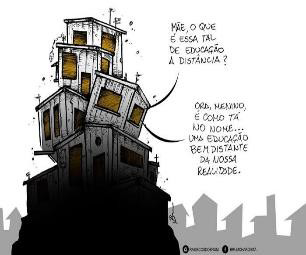 MÃE, O QUE
É ESSA TAL
DE EDUCAÇÃO
A DISTÂNCIA?
ORA, MENINO,
É COMO TÁ
NO NOME...
UMA EDUCAÇÃO
BEM DISTANTE
DA NOSSA
REALIDADE.